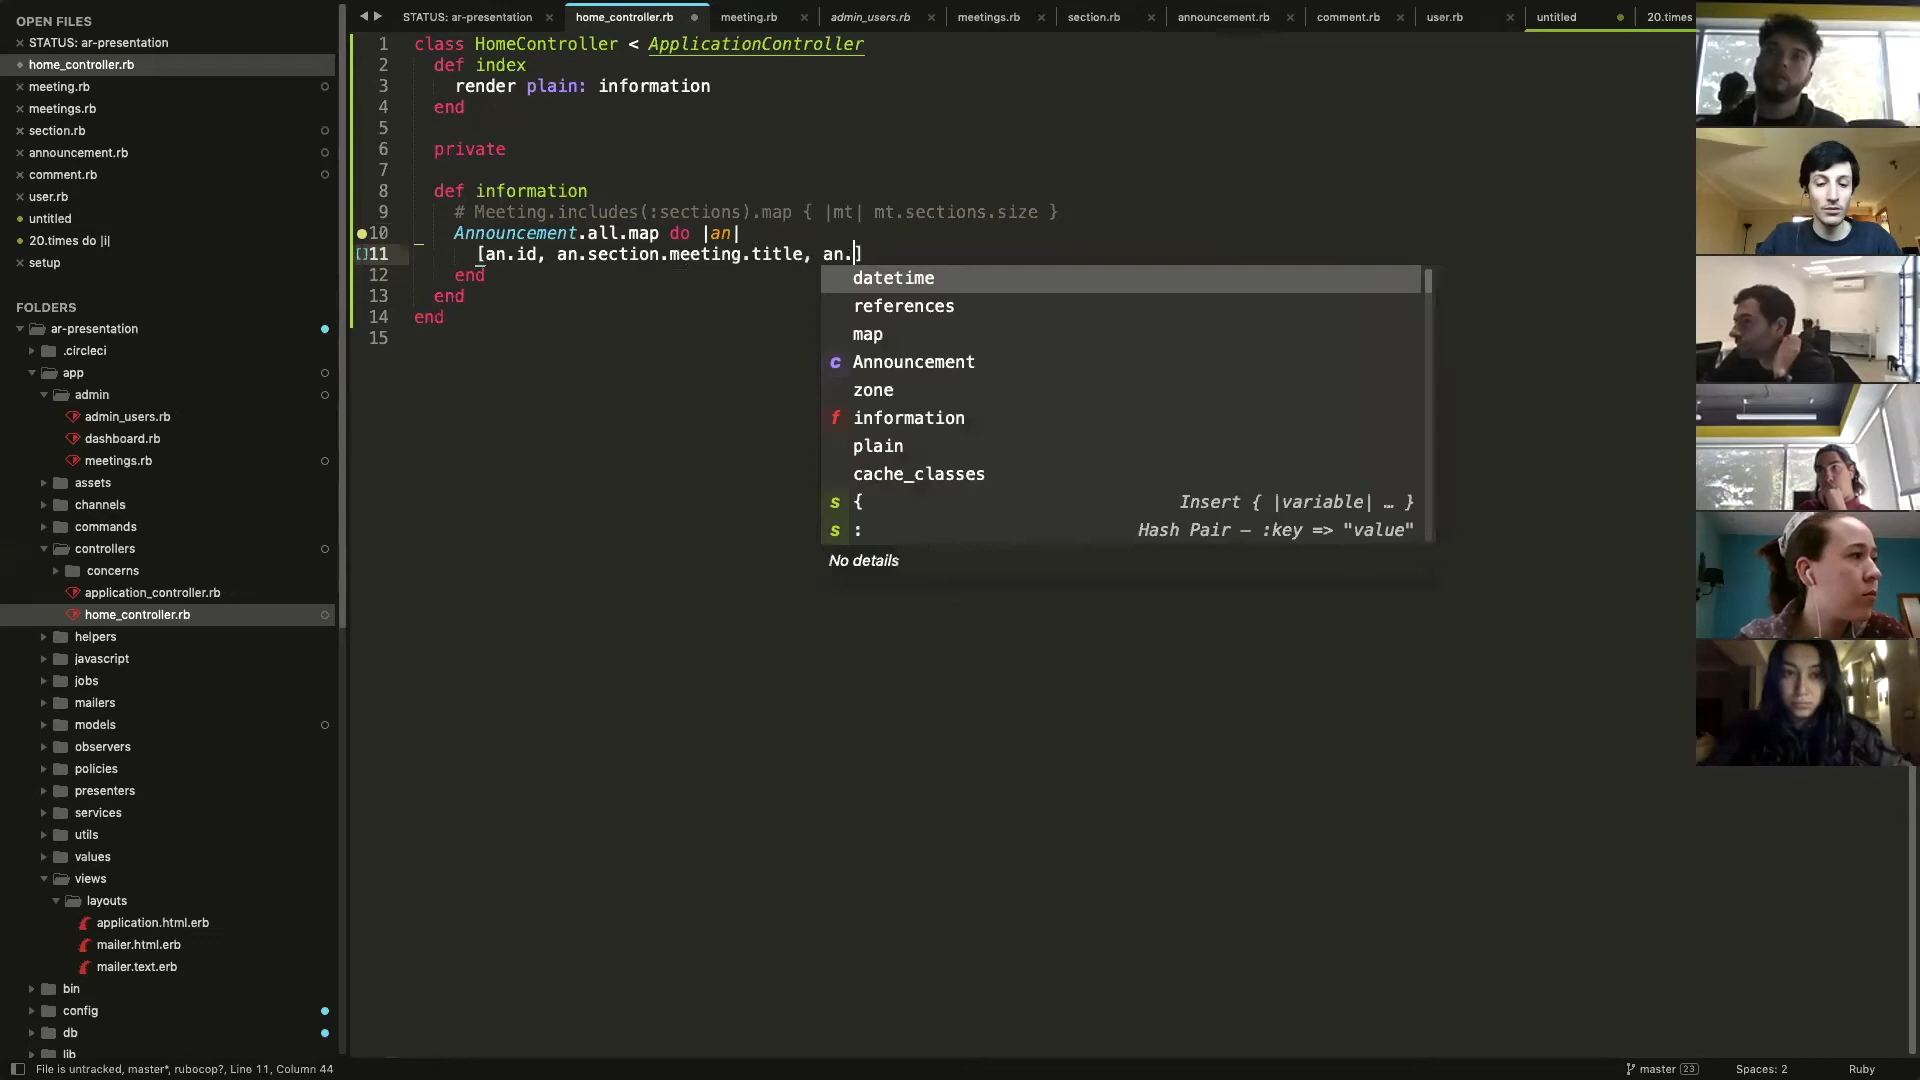 OPEN FILES
STATUS: ar-presentation
home_controller.rb
meeting.rb
meetings.rb
section.rb
announcement.rb
comment.rb
user.rb
untitled
20.times do |i|
setup
FOLDERS
ar-presentation
.circleci
app
admin
admin_users.rb
dashboard.rb
meetings.rb
assets
channels
commands
controllers
concerns
application_controller.rb
home_controller.rb
helpers
javascript
jobs
mailers
models
observers
policies
presenters
services
utils
values
views
layouts
application.html.erb
mailer.html.erb
mailer.text.erb
bin
config
db
lib
STATUS: ar-presentation home_controller.rb meeting.rb admin_users.rb meetings.rb section.rb announcement.rb comment.rb user.rb untitled 20.times
1 class HomeController < ApplicationController
2 def index
3 render plain: information
4 end
5
6 private
7
8 def information
9 # Meeting.includes(:sections).map { |mt| mt.sections.size }
10 Announcement.all.map do |an|
11 [an.id, an.section.meeting.title, an.]
12 end
13 end
14 end
15
datetime
references
map
c Announcement
zone
f information
plain
cache_classes
s { Insert { |variable| … }
s : Hash Pair — :key => "value"
No details
File is untracked, master*, rubocop?, Line 11, Column 44
master 23
Spaces: 2
Ruby